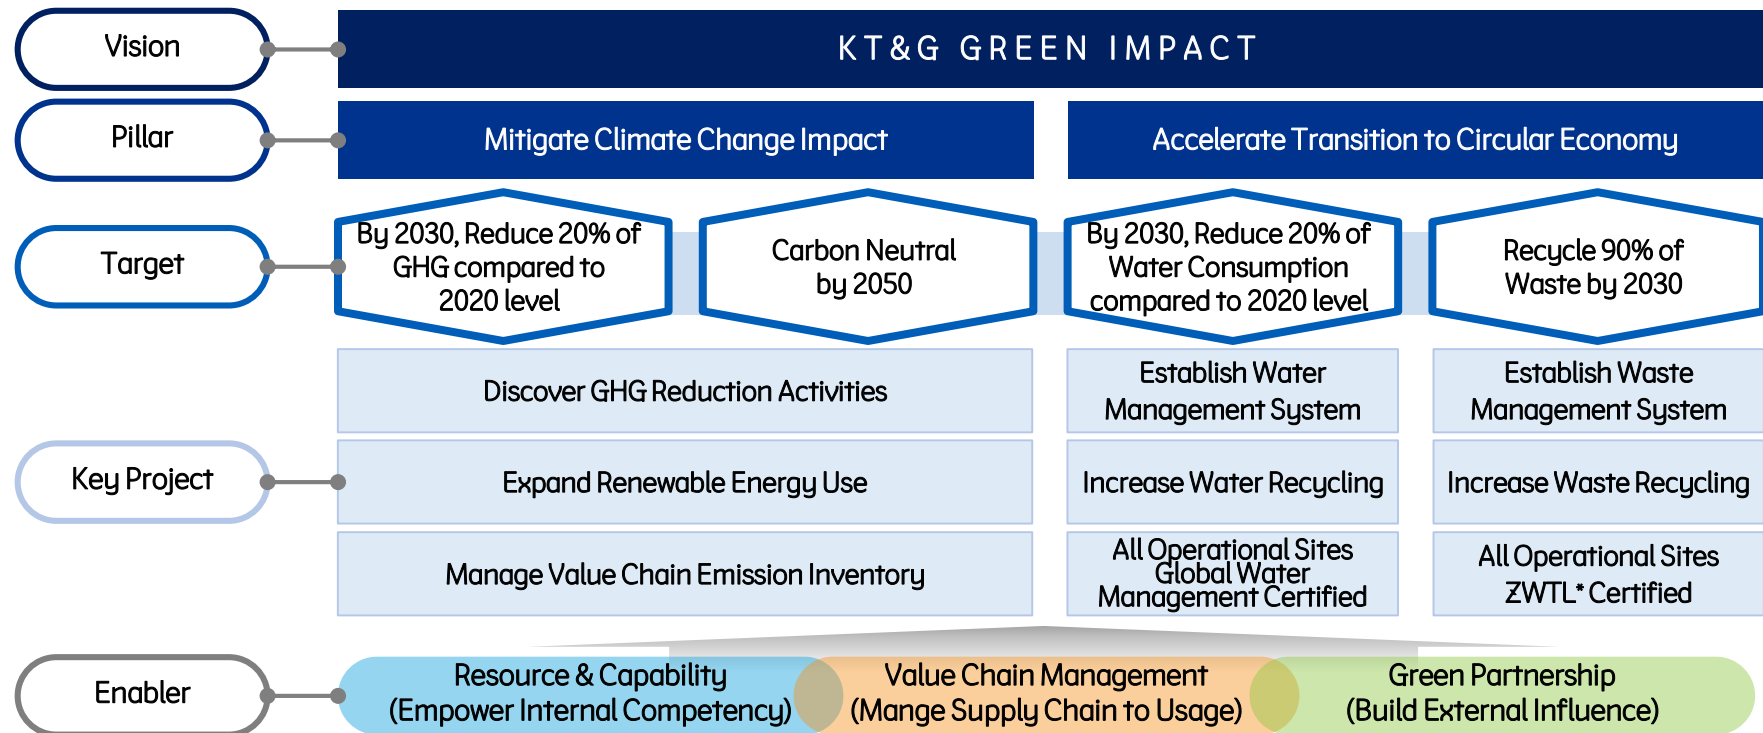 Vision
KT&G GREEN IMPACT
Pillar
Mitigate Climate Change Impact
Accelerate Transition to Circular Economy
Target
By 2030, Reduce 20% of
GHG compared to
2020 level
Carbon Neutral
by 2050
By 2030, Reduce 20% of
Water Consumption
compared to 2020 level
Recycle 90% of
Waste by 2030
Key Project
Discover GHG Reduction Activities
Establish Water
Management System
Establish Waste
Management System
Expand Renewable Energy Use
Increase Water Recycling
Increase Waste Recycling
Manage Value Chain Emission Inventory
All Operational Sites
Global Water
Management Certified
All Operational Sites
ZWTL* Certified
Enabler
Resource & Capability
(Empower Internal Competency)
Value Chain Management
(Mange Supply Chain to Usage)
Green Partnership
(Build External Influence)